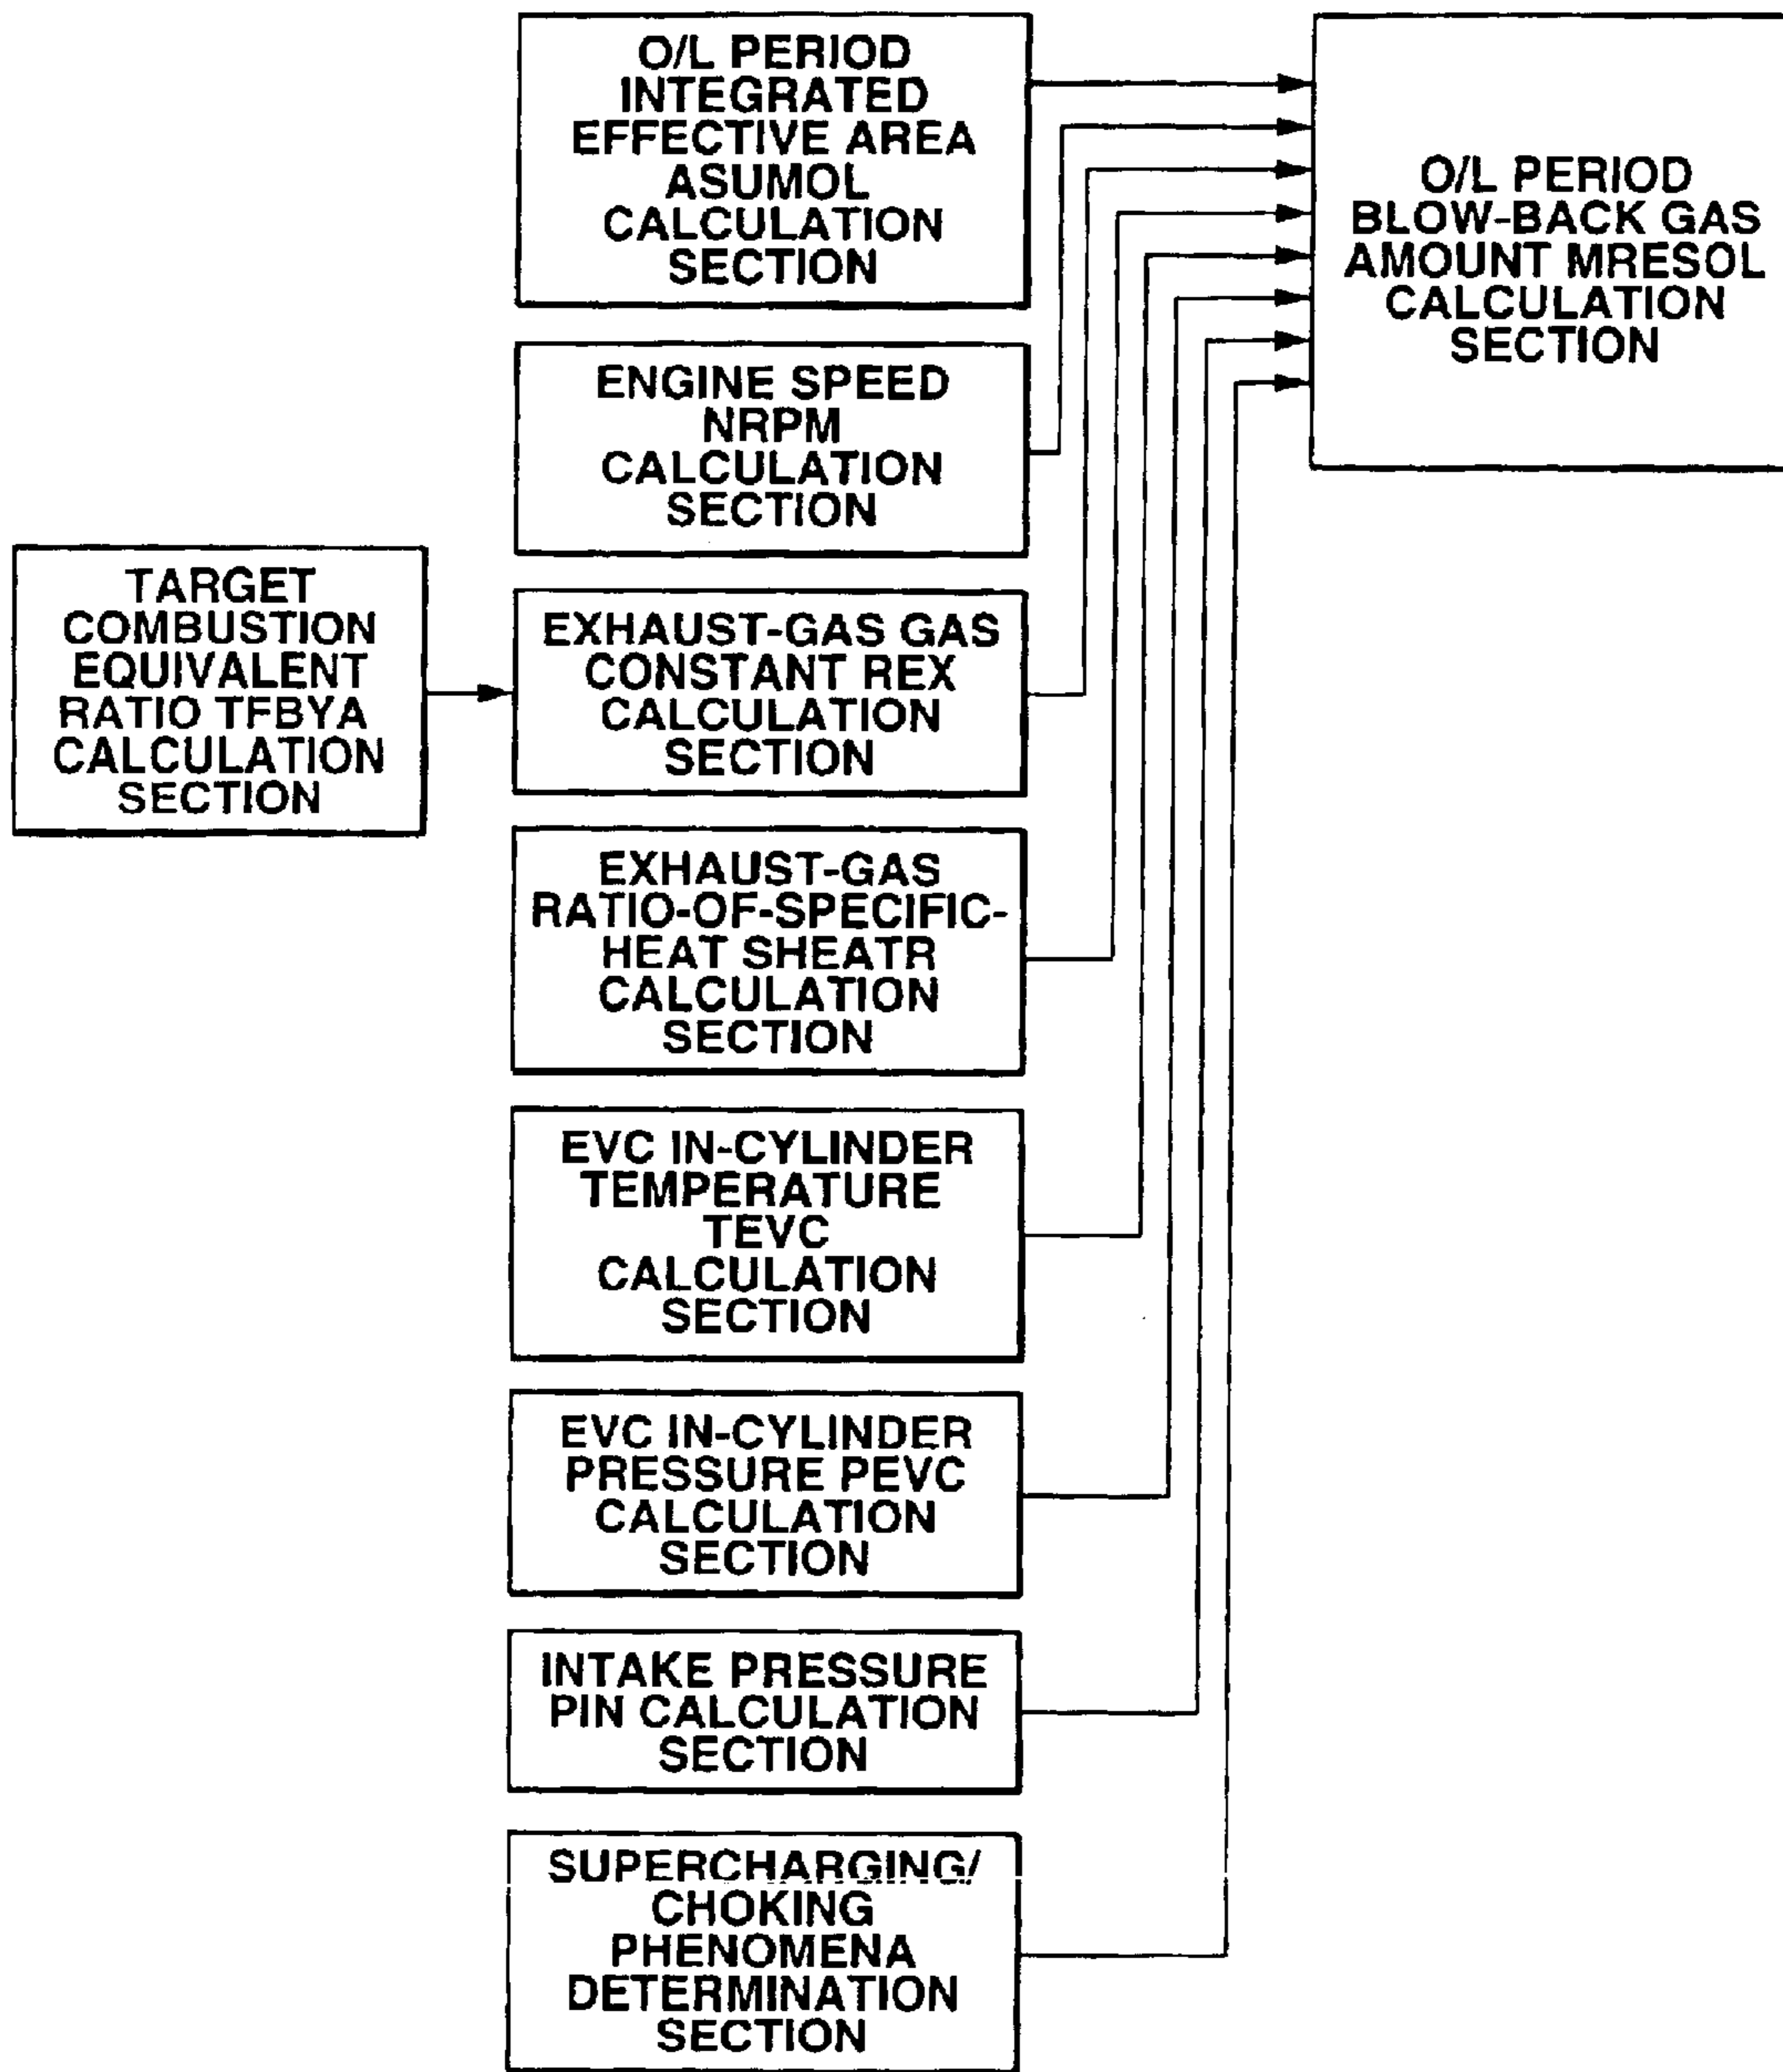 O/L PERIOD
INTEGRATED
EFFECTIVE AREA
ASUMOL
CALCULATION
SECTION
O/L PERIOD
BLOW-BACK GAS
AMOUNT MRESOL
CALCULATION
SECTION
ENGINE SPEED
NRPM
CALCULATION
SECTION
TARGET
COMBUSTION
EQUIVALENT
RATIO TFBYA
CALCULATION
SECTION
EXHAUST-GAS GAS
CONSTANT REX
CALCULATION
SECTION
EXHAUST-GAS
RATIO-OF-SPECIFIC-
HEAT SHEATR
CALCULATION
SECTION
EVC IN-CYLINDER
TEMPERATURE
TEVC
CALCULATION
SECTION
EVC IN-CYLINDER
PRESSURE PEVC
CALCULATION
SECTION
INTAKE PRESSURE
PIN CALCULATION
SECTION
SUPERCHARGING/
CHOKING
PHENOMENA
DETERMINATION
SECTION